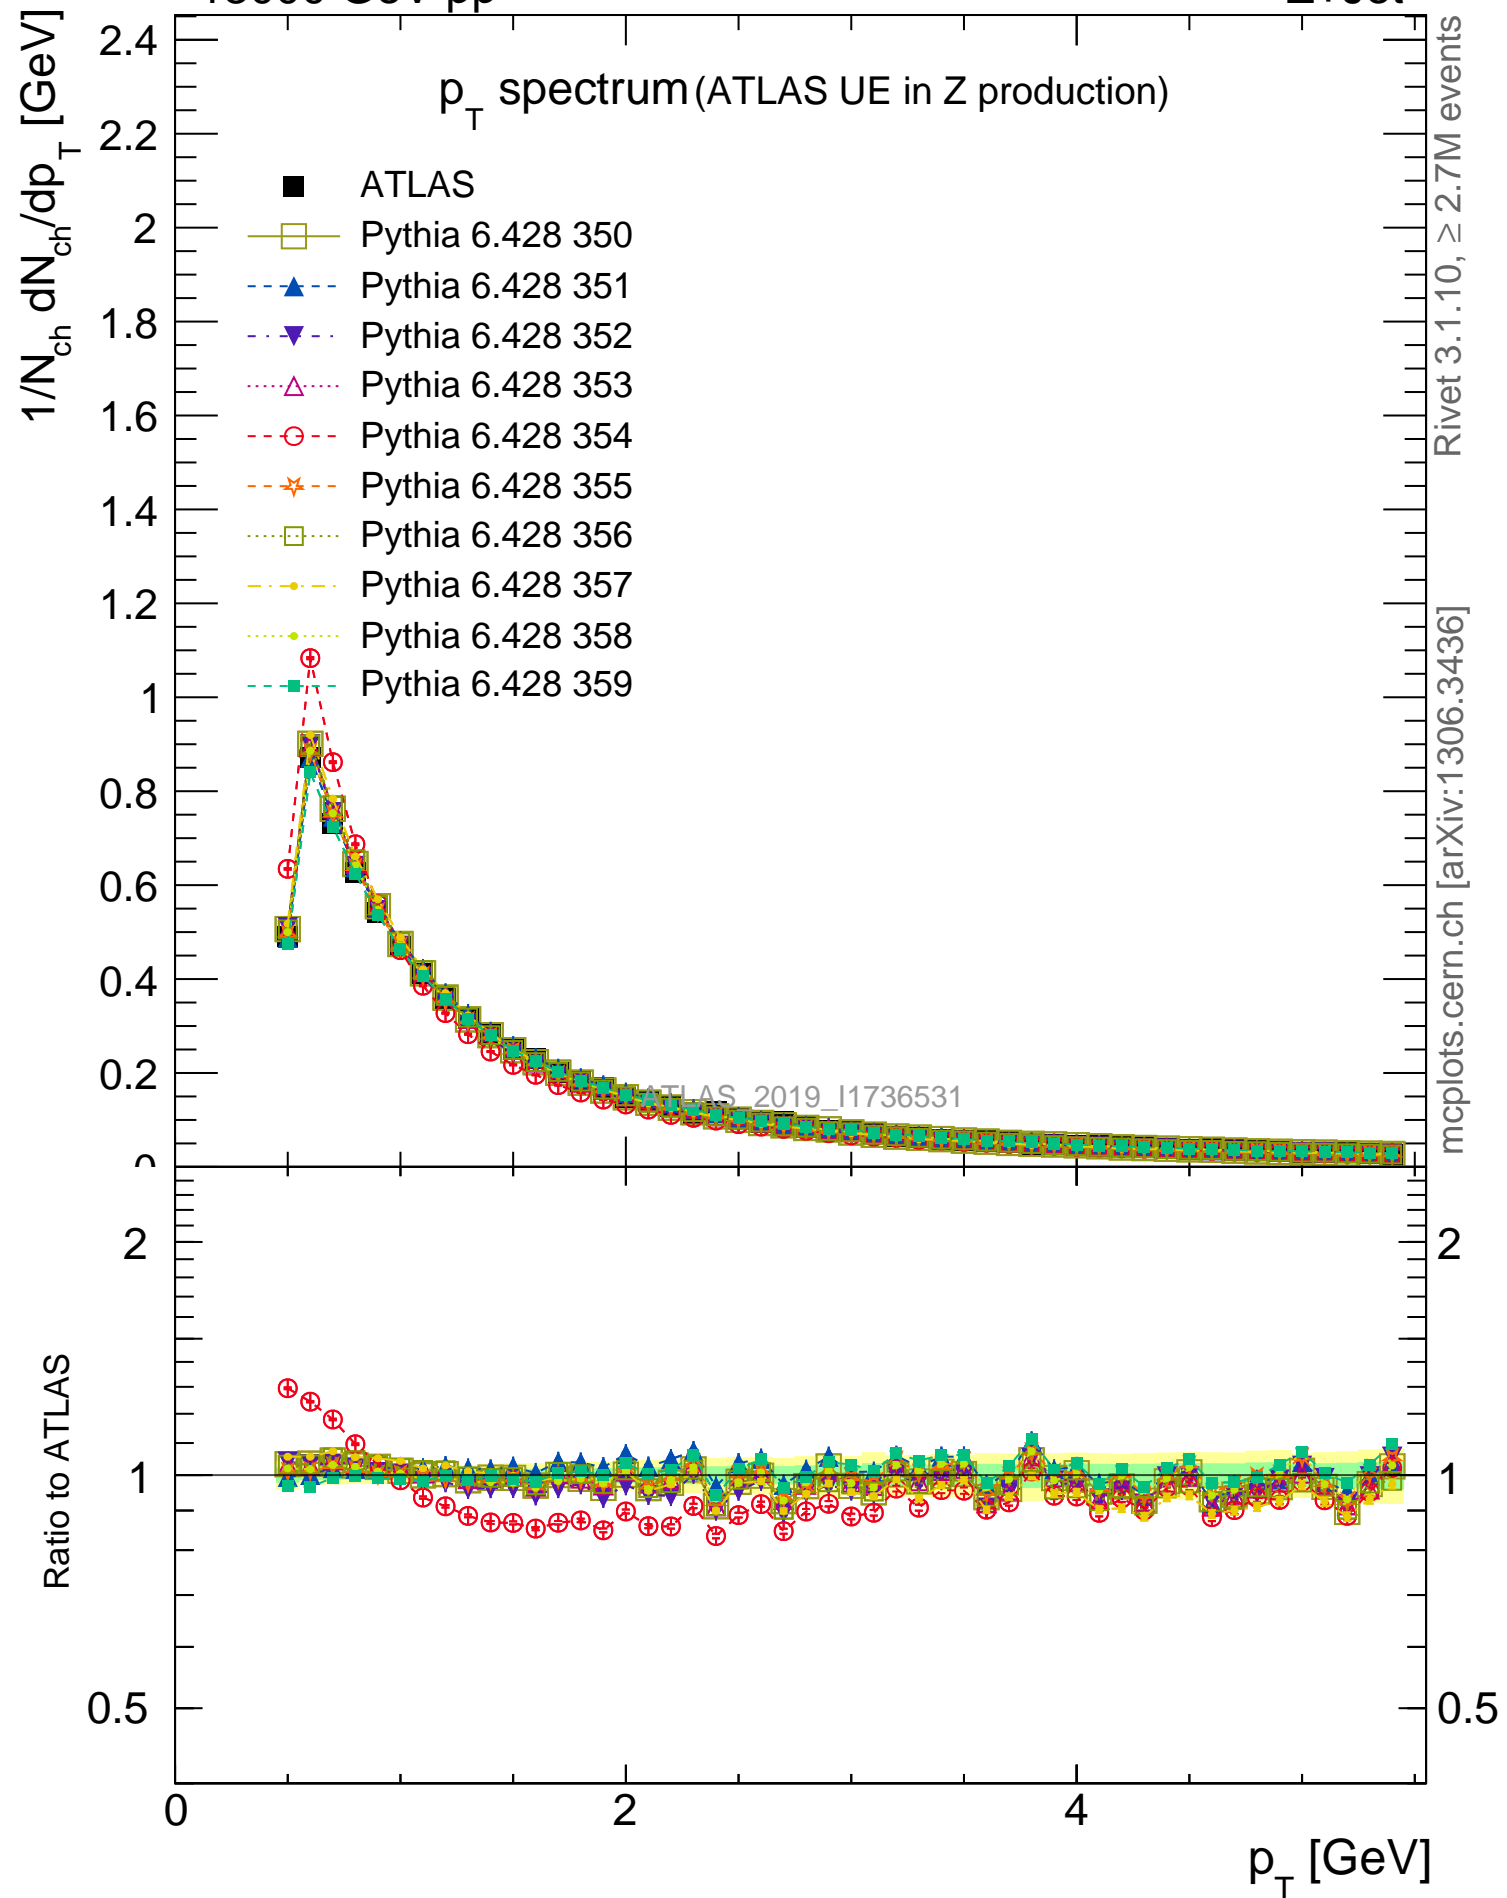 p_T spectrum (ATLAS UE in Z production)
1/N_ch dN_ch/dp_T [GeV]
2.4
2.2
2
1.8
1.6
1.4
1.2
1
0.8
0.6
0.4
0.2
0
ATLAS
Pythia 6.428 350
Pythia 6.428 351
Pythia 6.428 352
Pythia 6.428 353
Pythia 6.428 354
Pythia 6.428 355
Pythia 6.428 356
Pythia 6.428 357
Pythia 6.428 358
Pythia 6.428 359
ATLAS_2019_I1736531
Rivet 3.1.10, ≥ 2.7M events
mcplots.cern.ch [arXiv:1306.3436]
Ratio to ATLAS
2
1
0.5
2
1
0.5
0
2
4
p_T [GeV]